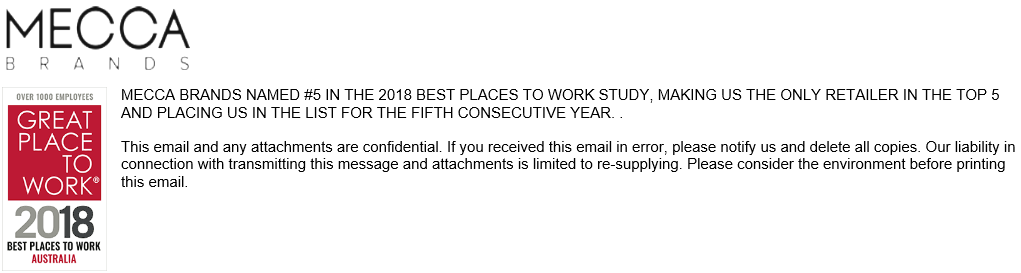 MECCA
BRANDS
OVER 1000 EMPLOYEES
GREAT
PLACE
TO
WORK®
2018
BEST PLACES TO WORK
AUSTRALIA
MECCA BRANDS NAMED #5 IN THE 2018 BEST PLACES TO WORK STUDY, MAKING US THE ONLY RETAILER IN THE TOP 5
AND PLACING US IN THE LIST FOR THE FIFTH CONSECUTIVE YEAR. .
This email and any attachments are confidential. If you received this email in error, please notify us and delete all copies. Our liability in
connection with transmitting this message and attachments is limited to re-supplying. Please consider the environment before printing
this email.